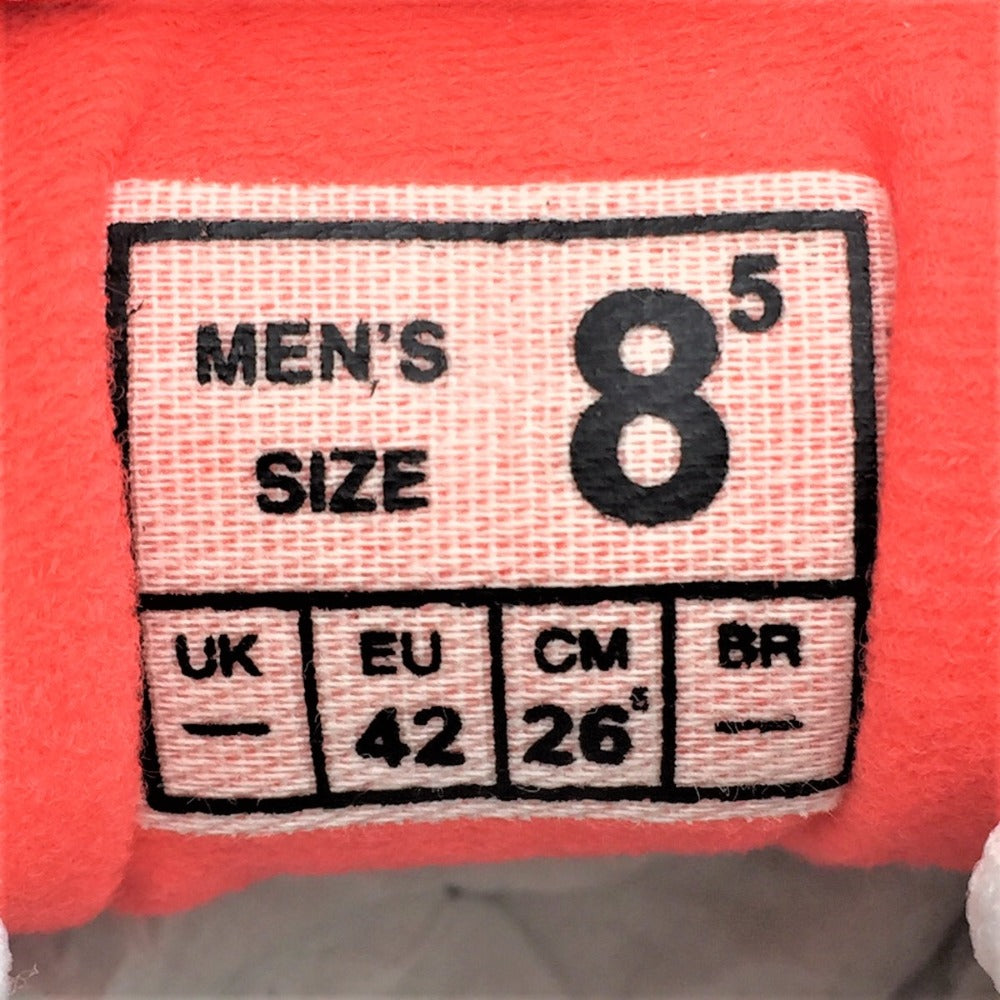 MEN'S 8⁵
SIZE
UK EU CM BR
— 42 26⁵ —